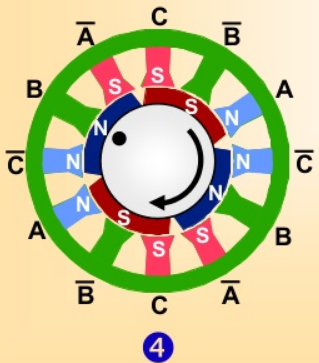 C
A̅ B̅
S S
B S A
N N
C̅ N N C̅
N S N
A S S B
B̅ C A̅
4